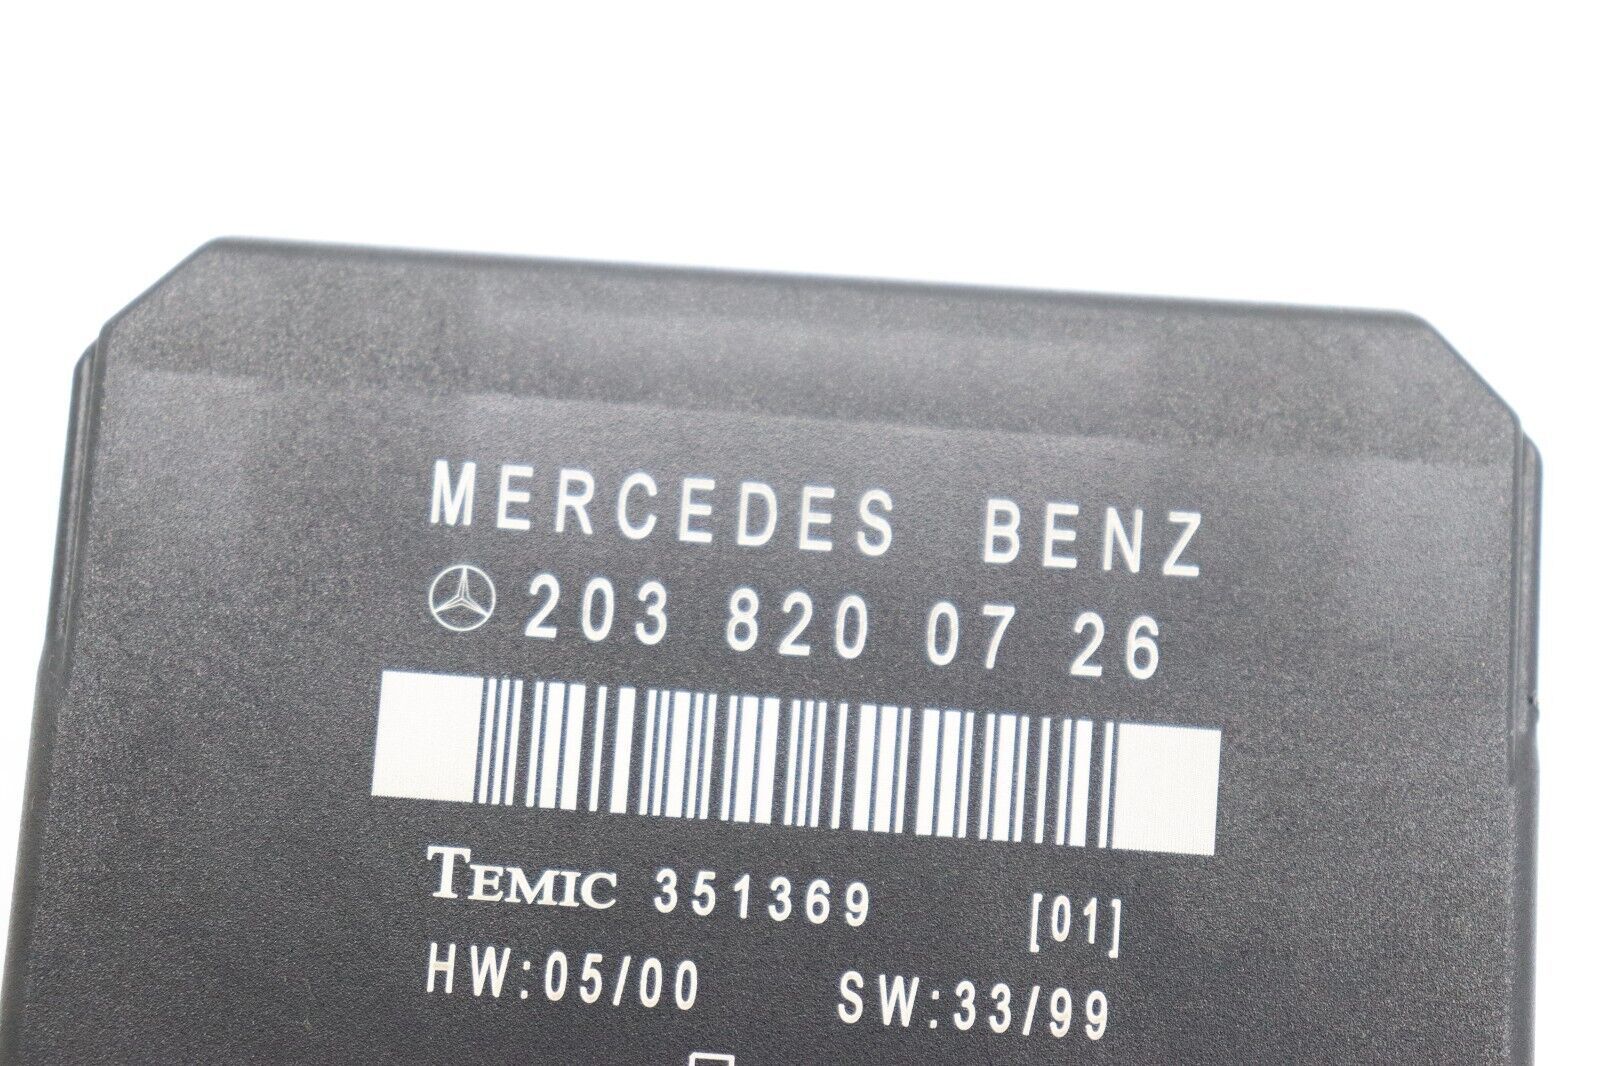 MERCEDES BENZ
203 820 07 26
TEMIC 351369 [01]
HW:05/00 SW:33/99